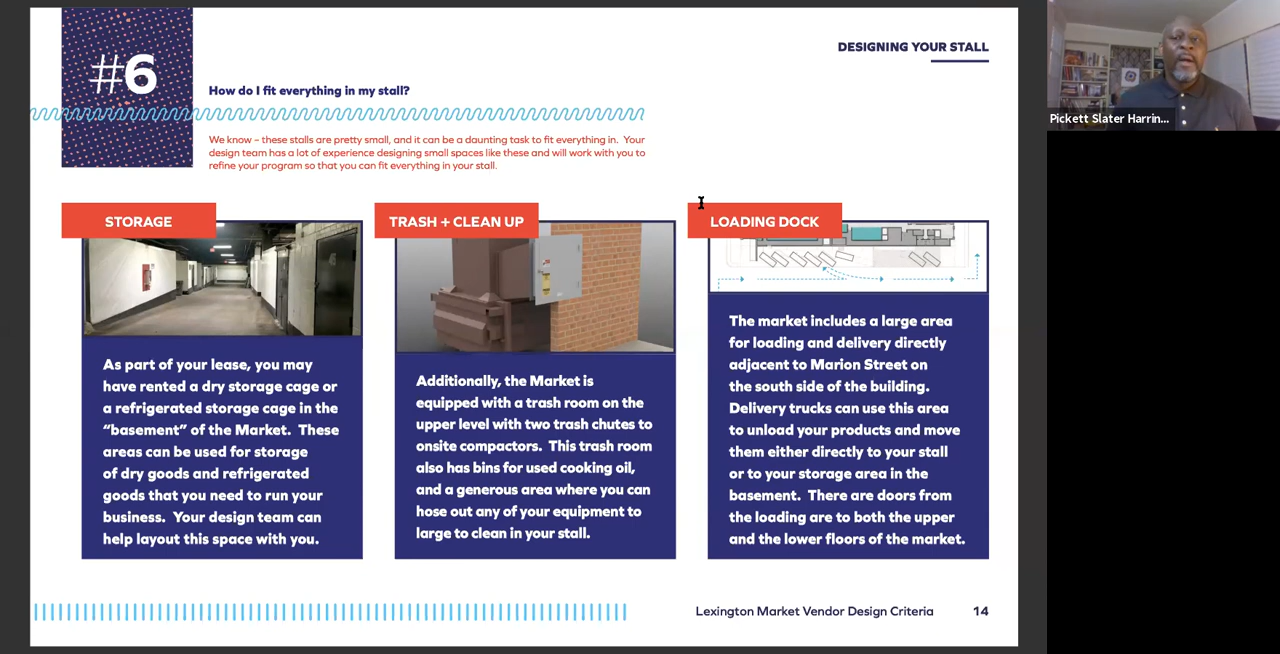 #6
DESIGNING YOUR STALL
How do I fit everything in my stall?
We know – these stalls are pretty small, and it can be a daunting task to fit everything in.  Your
design team has a lot of experience designing small spaces like these and will work with you to
refine your program so that you can fit everything in your stall.
STORAGE
As part of your lease, you may
have rented a dry storage cage or
a refrigerated storage cage in the
“basement” of the Market.  These
areas can be used for storage
of dry goods and refrigerated
goods that you need to run your
business.  Your design team can
help layout this space with you.
TRASH + CLEAN UP
Additionally, the Market is
equipped with a trash room on the
upper level with two trash chutes to
onsite compactors.  This trash room
also has bins for used cooking oil,
and a generous area where you can
hose out any of your equipment to
large to clean in your stall.
LOADING DOCK
The market includes a large area
for loading and delivery directly
adjacent to Marion Street on
the south side of the building.
Delivery trucks can use this area
to unload your products and move
them either directly to your stall
or to your storage area in the
basement.  There are doors from
the loading are to both the upper
and the lower floors of the market.
Lexington Market Vendor Design Criteria 14
Pickett Slater Harrin...